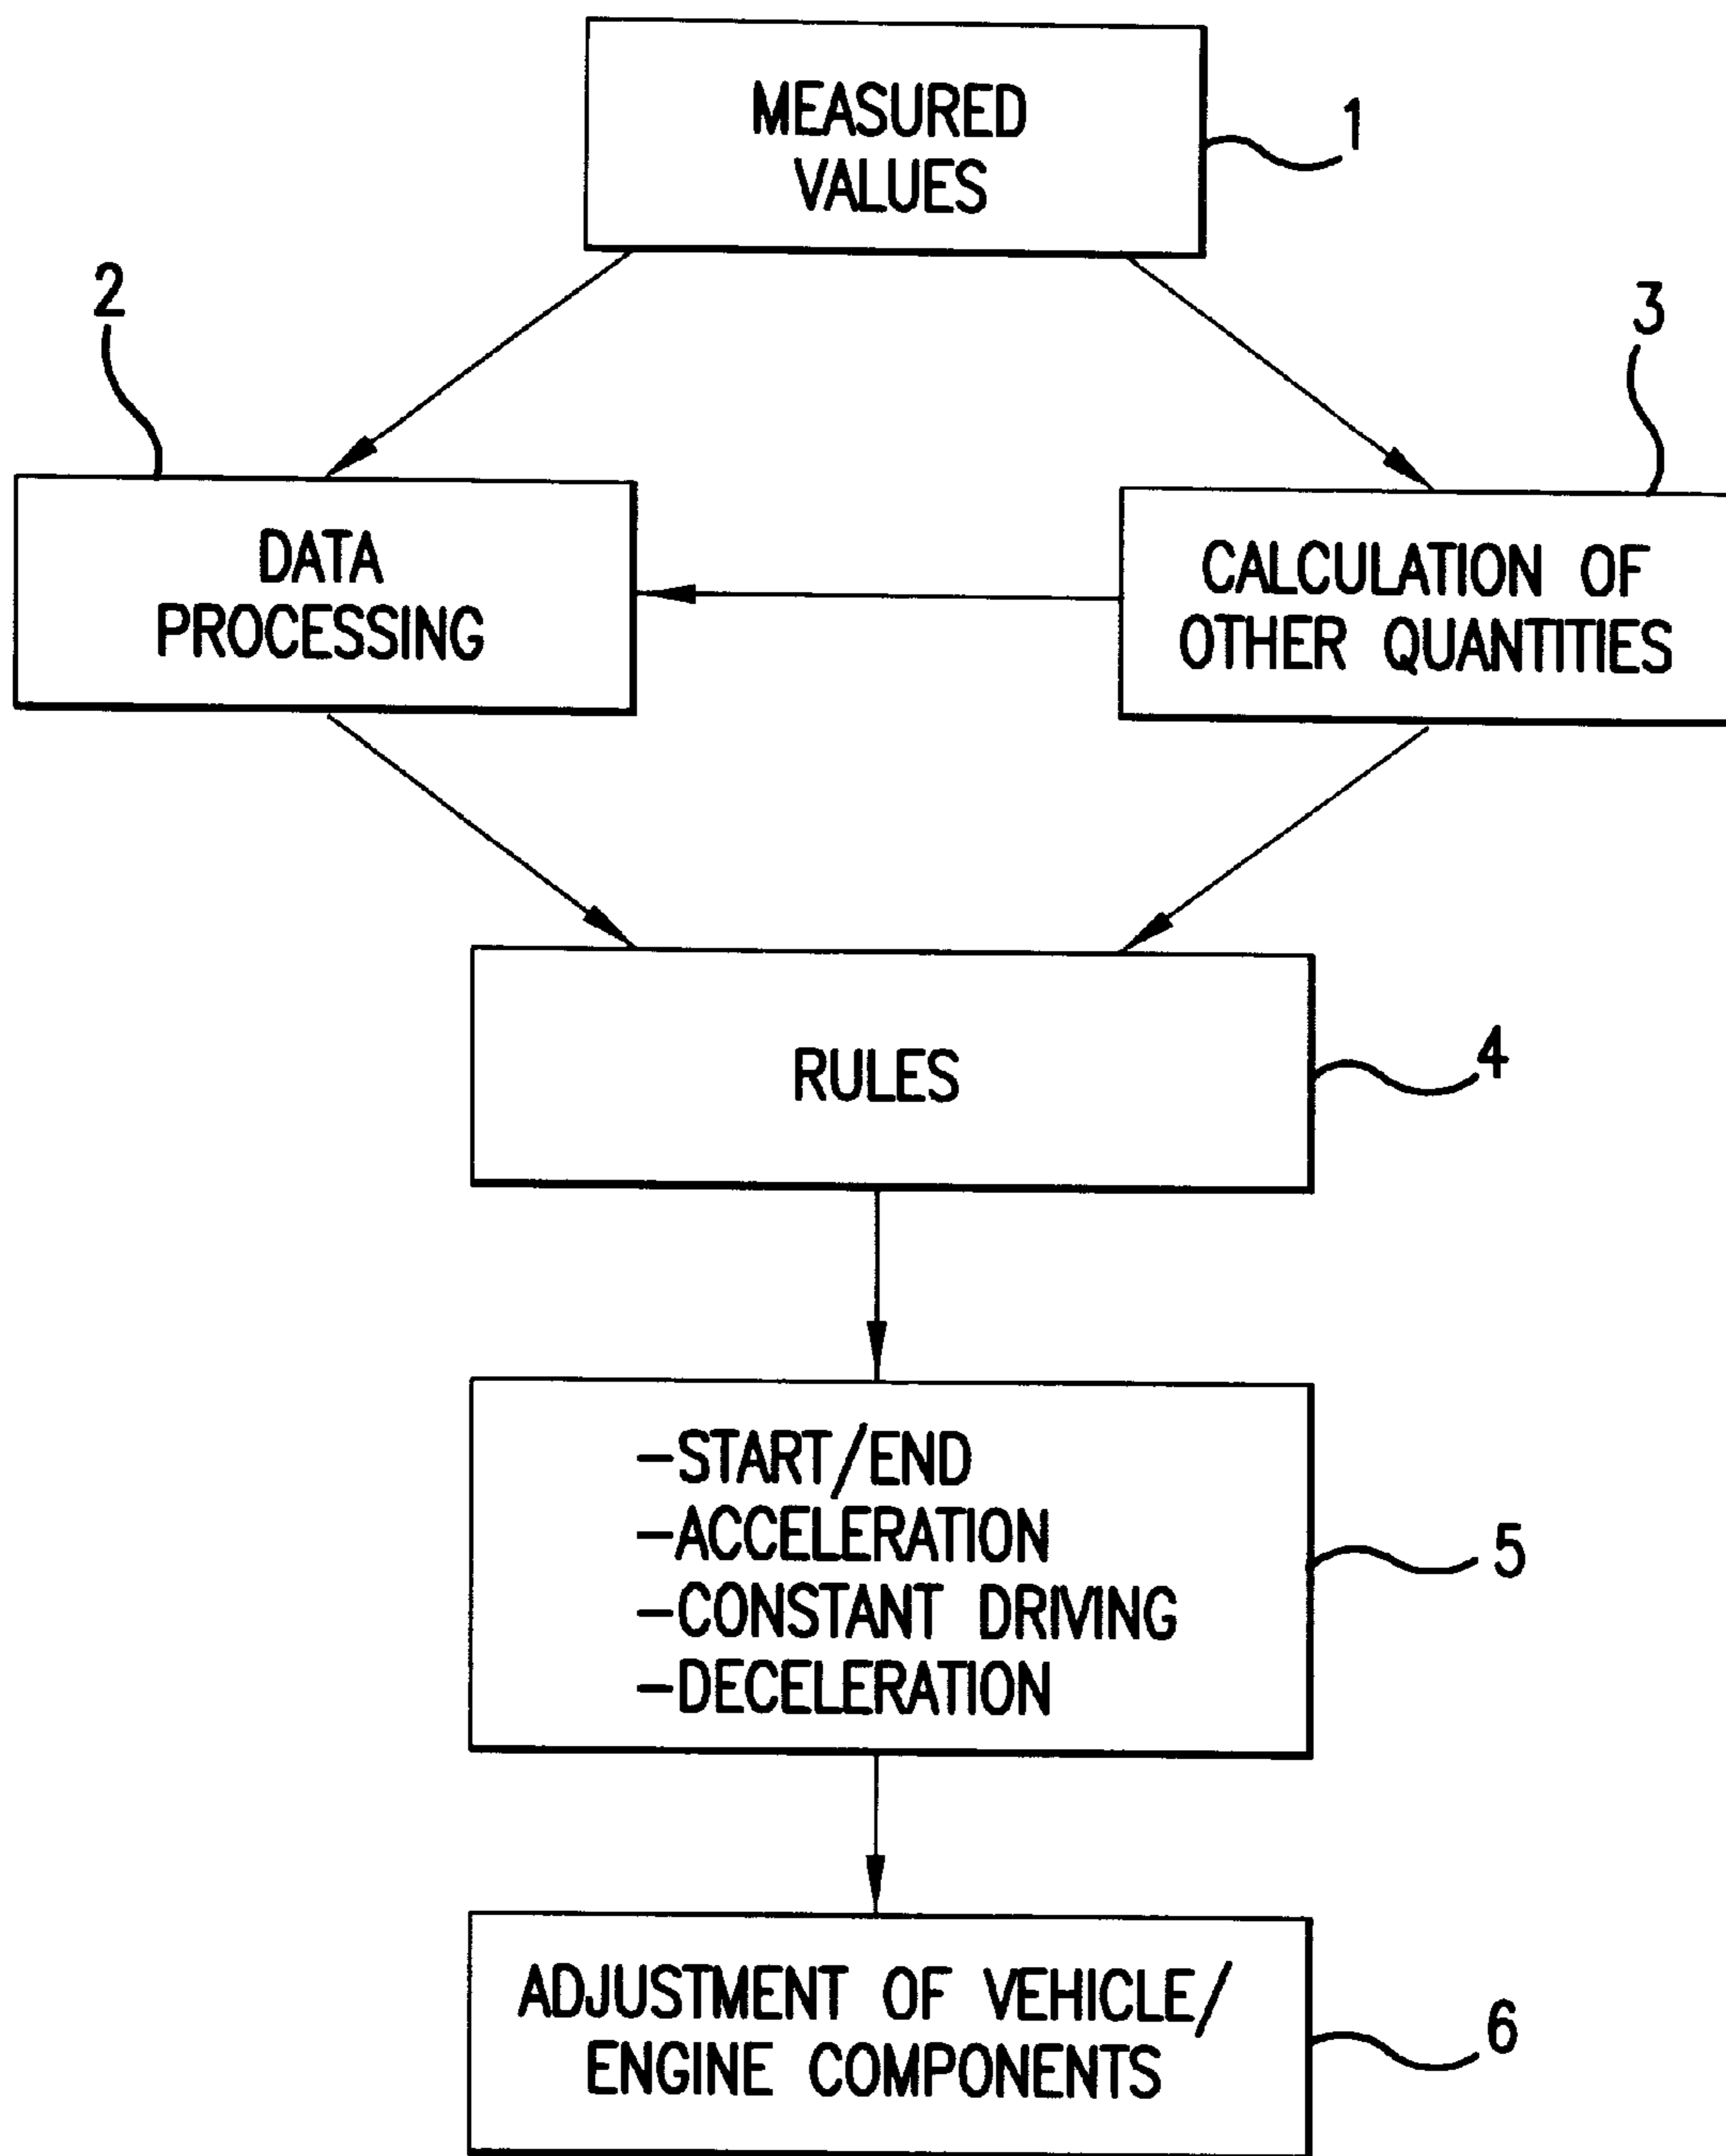 MEASURED
VALUES
1
2
3
DATA
PROCESSING
CALCULATION OF
OTHER QUANTITIES
RULES
4
-START/END
-ACCELERATION
-CONSTANT DRIVING
-DECELERATION
5
ADJUSTMENT OF VEHICLE/
ENGINE COMPONENTS
6